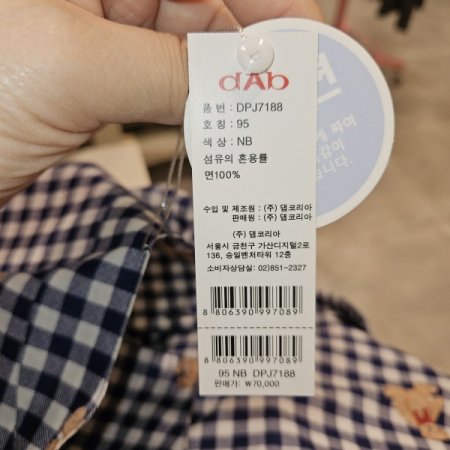 dAb
품 번 : DPJ7188
호 칭 : 95
색 상 : NB
섬유의 혼용률
면100%
수입 및 제조원 : (주) 댑코리아
판매원 : (주) 댑코리아
(주) 댑코리아
서울시 금천구 가산디지털2로
136, 승일벤처타워 12층
소비자상담실: 02)851-2327
8 806390 997089
8 806390 997089
95 NB DPJ7188
판매가: ₩70,000
짜여